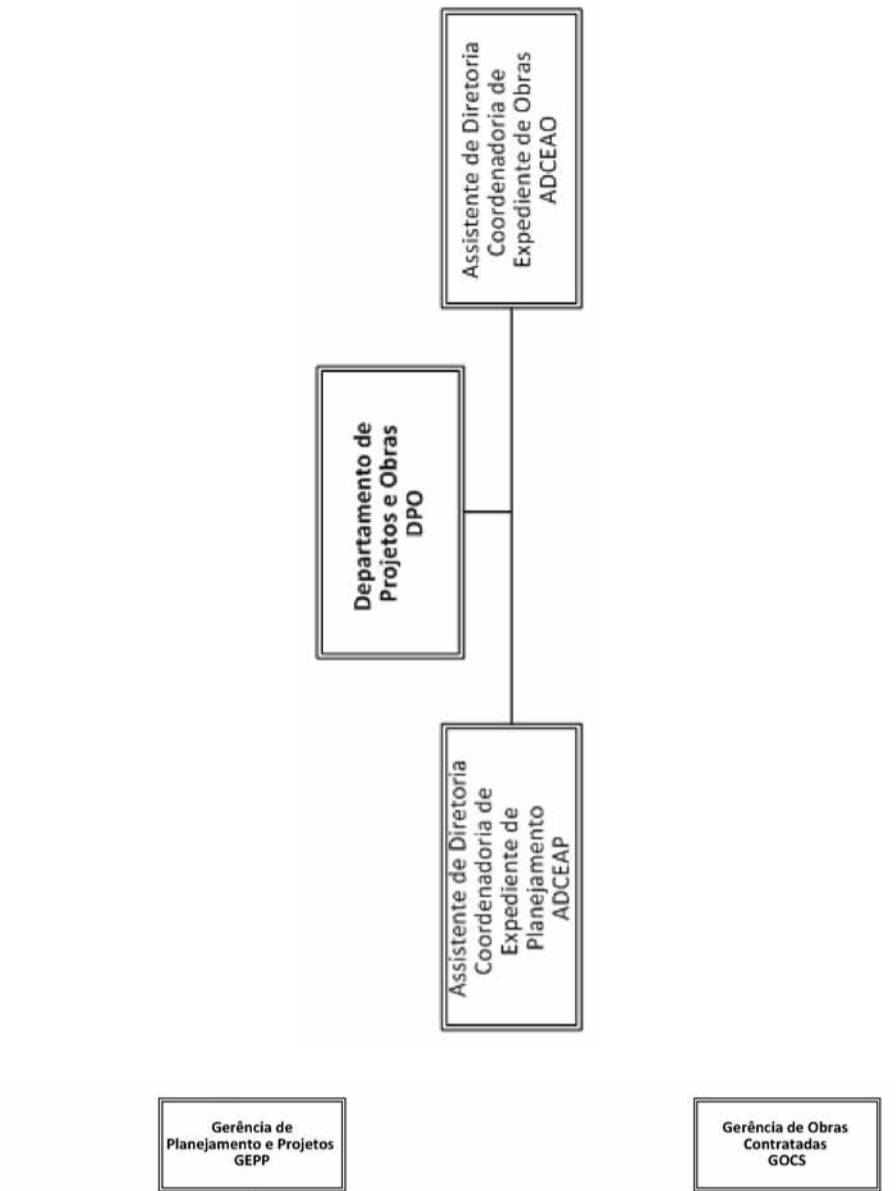 Departamento de
Projetos e Obras
DPO
Assistente de Diretoria
Coordenadoria de
Expediente de
Planejamento
ADCEAP
Assistente de Diretoria
Coordenadoria de
Expediente de Obras
ADCEAO
Gerência de
Planejamento e Projetos
GEPP
Gerência de Obras
Contratadas
GOCS